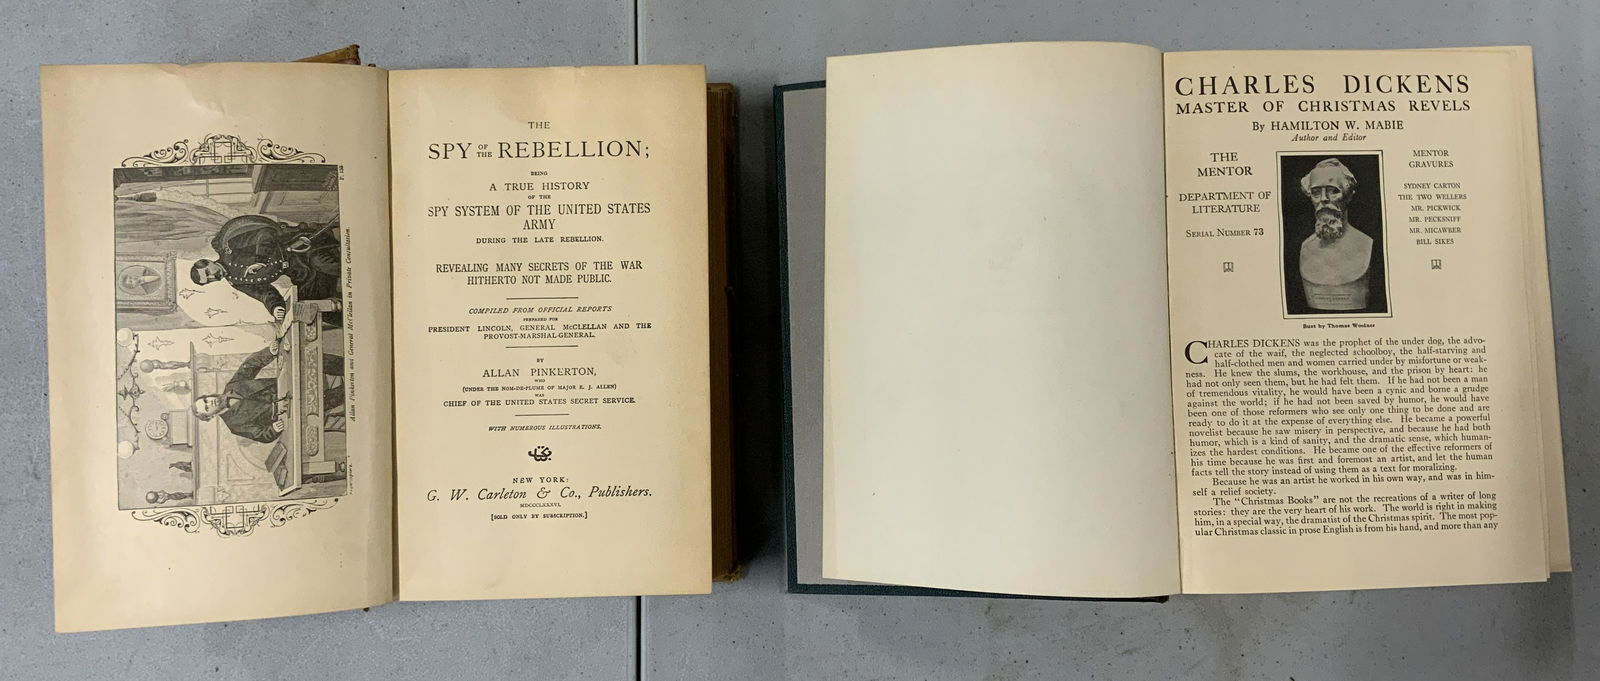 P. 155
Allan Pinkerton and General McClellan in Private Consultation.
THE
SPY OF THE REBELLION;
BEING
A TRUE HISTORY
OF THE
SPY SYSTEM OF THE UNITED STATES
ARMY
DURING THE LATE REBELLION.
REVEALING MANY SECRETS OF THE WAR
HITHERTO NOT MADE PUBLIC.
COMPILED FROM OFFICIAL REPORTS
PREPARED FOR
PRESIDENT LINCOLN, GENERAL McCLELLAN AND THE
PROVOST-MARSHAL-GENERAL.
BY
ALLAN PINKERTON,
WHO
(UNDER THE NOM-DE-PLUME OF MAJOR E. J. ALLEN)
WAS
CHIEF OF THE UNITED STATES SECRET SERVICE.
WITH NUMEROUS ILLUSTRATIONS.
NEW YORK:
G. W. Carleton & Co., Publishers.
MDCCCLXXXVI.
[SOLD ONLY BY SUBSCRIPTION.]
CHARLES DICKENS
MASTER OF CHRISTMAS REVELS
By HAMILTON W. MABIE
Author and Editor
THE
MENTOR
DEPARTMENT OF
LITERATURE
SERIAL NUMBER 73
MENTOR
GRAVURES
SYDNEY CARTON
THE TWO WELLERS
MR. PICKWICK
MR. PECKSNIFF
MR. MICAWBER
BILL SIKES
Bust by Thomas Woolner
CHARLES DICKENS was the prophet of the under dog, the advo-
cate of the waif, the neglected schoolboy, the half-starving and
half-clothed men and women carried under by misfortune or weak-
ness. He knew the slums, the workhouse, and the prison by heart: he
had not only seen them, but he had felt them. If he had not been a man
of tremendous vitality, he would have been a cynic and borne a grudge
against the world; if he had not been saved by humor, he would have
been one of those reformers who see only one thing to be done and are
ready to do it at the expense of everything else. He became a powerful
novelist because he saw misery in perspective, and because he had both
humor, which is a kind of sanity, and the dramatic sense, which human-
izes the hardest conditions. He became one of the effective reformers of
his time because he was first and foremost an artist, and let the human
facts tell the story instead of using them as a text for moralizing.
Because he was an artist he worked in his own way, and was in him-
self a relief society.
The "Christmas Books" are not the recreations of a writer of long
stories: they are the very heart of his work. The world is right in making
him, in a special way, the dramatist of the Christmas spirit. The most pop-
ular Christmas classic in prose English is from his hand, and more than any